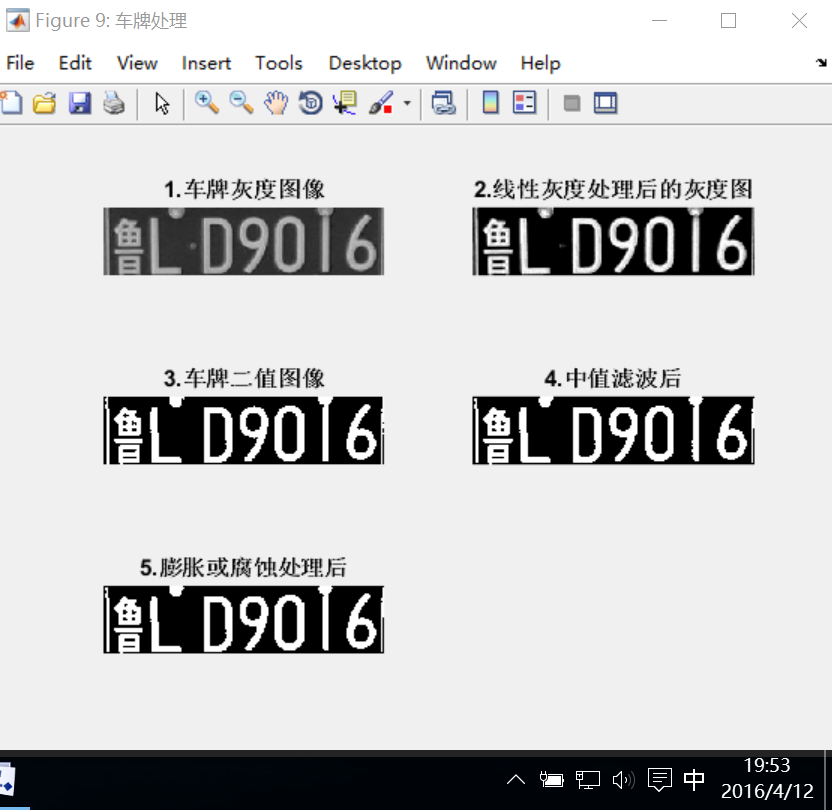 Figure 9: 车牌处理
File Edit View Insert Tools Desktop Window Help
1.车牌灰度图像
2.线性灰度处理后的灰度图
鲁L D9016
鲁L D9016
3.车牌二值图像
4.中值滤波后
鲁L D9016
鲁L D9016
5.膨胀或腐蚀处理后
鲁L D9016
中
19:53
2016/4/12